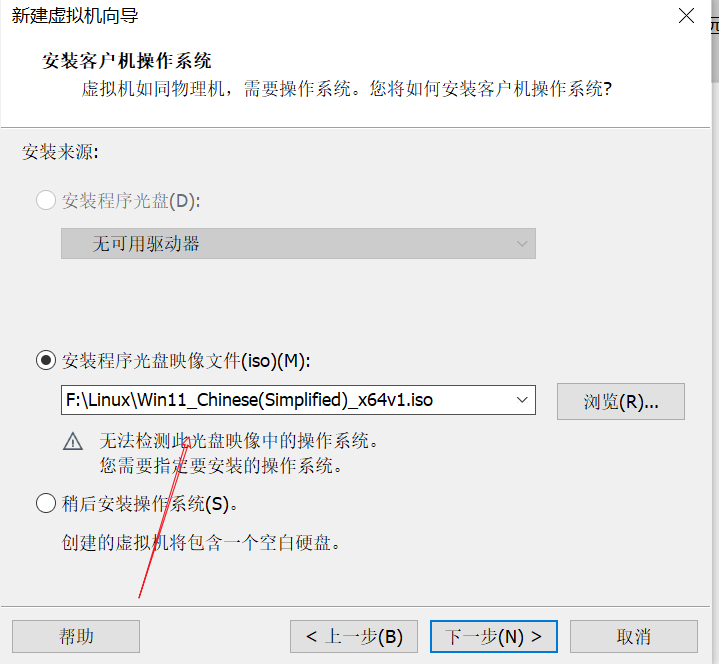 新建虚拟机向导
安装客户机操作系统
虚拟机如同物理机，需要操作系统。您将如何安装客户机操作系统?
安装来源:
安装程序光盘(D):
无可用驱动器
安装程序光盘映像文件(iso)(M):
F:\Linux\Win11_Chinese(Simplified)_x64v1.iso
浏览(R)...
无法检测此光盘映像中的操作系统。
您需要指定要安装的操作系统。
稍后安装操作系统(S)。
创建的虚拟机将包含一个空白硬盘。
帮助
< 上一步(B)
下一步(N) >
取消